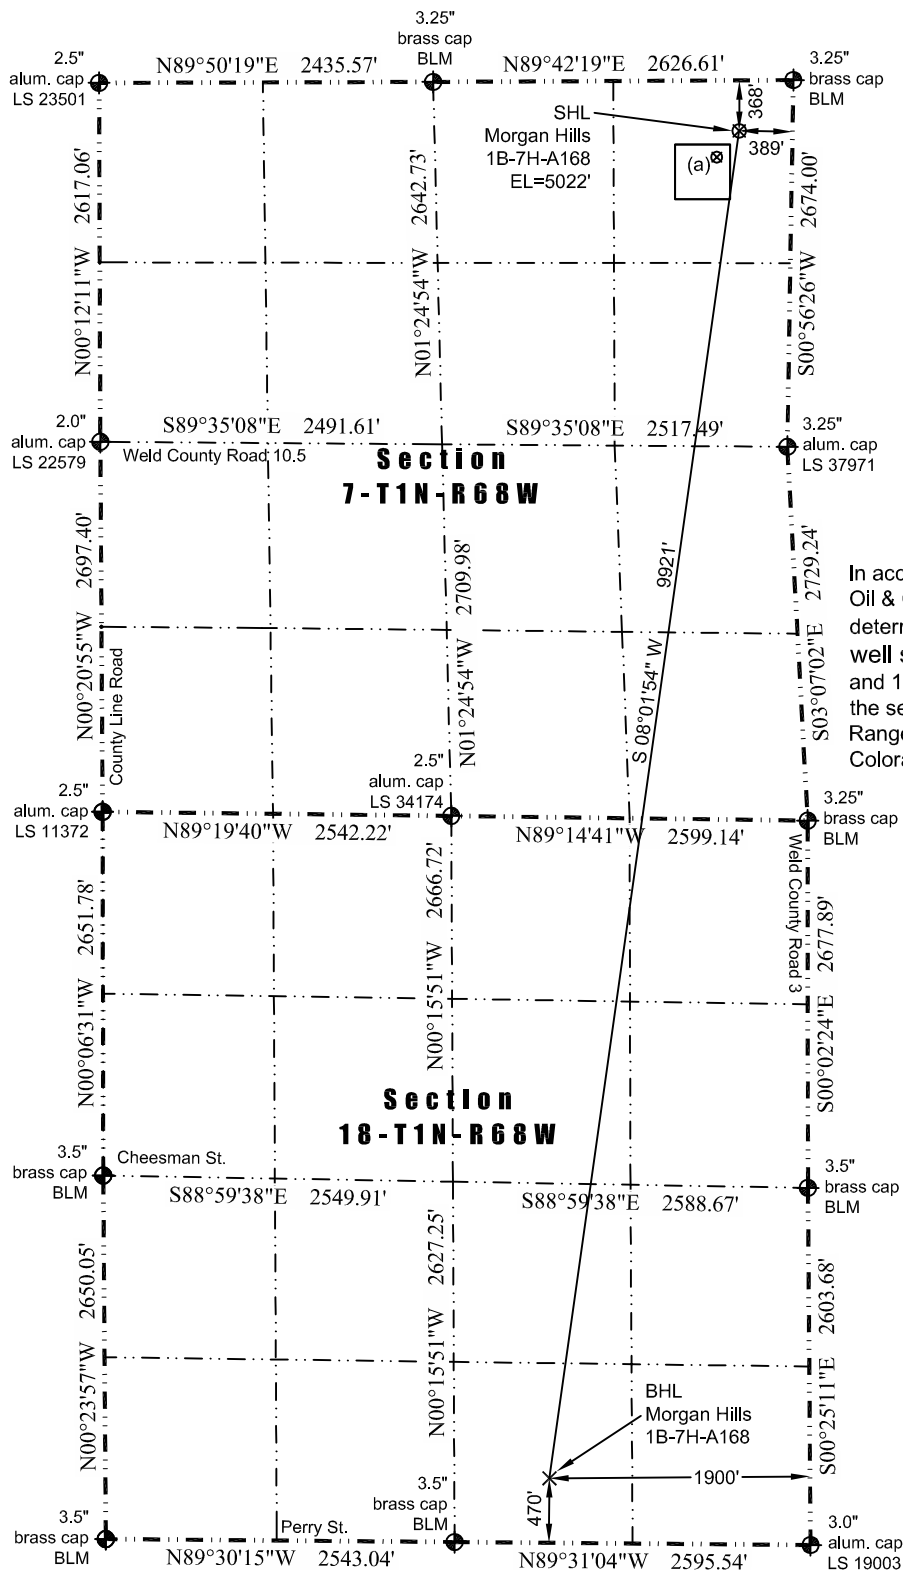 3.25"
brass cap
BLM
2.5"
alum. cap
LS 23501
N89°50'19"E 2435.57'
N89°42'19"E 2626.61'
3.25"
brass cap
BLM
368'
389'
SHL
Morgan Hills
1B-7H-A168
EL=5022'
(a)
N00°12'11"W 2617.06'
N01°24'54"W 2642.73'
S00°56'26"W 2674.00'
2.0"
alum. cap
LS 22579
S89°35'08"E 2491.61'
S89°35'08"E 2517.49'
3.25"
alum. cap
LS 37971
Weld County Road 10.5
Section
7-T1N-R68W
N00°20'55"W 2697.40'
County Line Road
N01°24'54"W 2709.98'
S 08°01'54" W 9921'
S03°07'02"E 2729.24'
In acc
Oil & 
determ
well s
and 1
the se
Range
Colora
2.5"
alum. cap
LS 34174
2.5"
alum. cap
LS 11372
N89°19'40"W 2542.22'
N89°14'41"W 2599.14'
3.25"
brass cap
BLM
N00°06'31"W 2651.78'
N00°15'51"W 2666.72'
Weld County Road 3
S00°02'24"E 2677.89'
Section
18-T1N-R68W
3.5"
brass cap
BLM
Cheesman St.
S88°59'38"E 2549.91'
S88°59'38"E 2588.67'
3.5"
brass cap
BLM
N00°23'57"W 2650.05'
N00°15'51"W 2627.25'
S00°25'11"E 2603.68'
BHL
Morgan Hills
1B-7H-A168
1900'
470'
3.5"
brass cap
BLM
Perry St.
3.5"
brass cap
BLM
N89°30'15"W 2543.04'
N89°31'04"W 2595.54'
3.0"
alum. cap
LS 19003